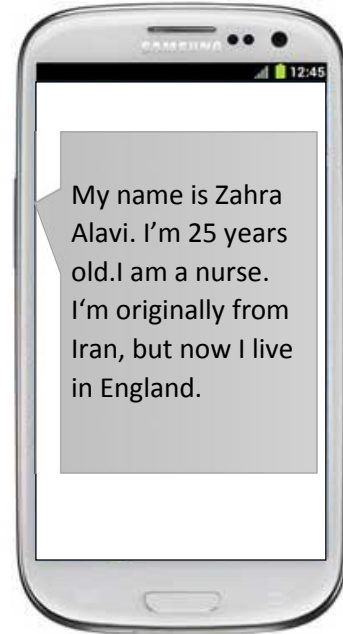 SAMSUNG
12:45
My name is Zahra
Alavi. I’m 25 years
old.I am a nurse.
I‘m originally from
Iran, but now I live
in England.